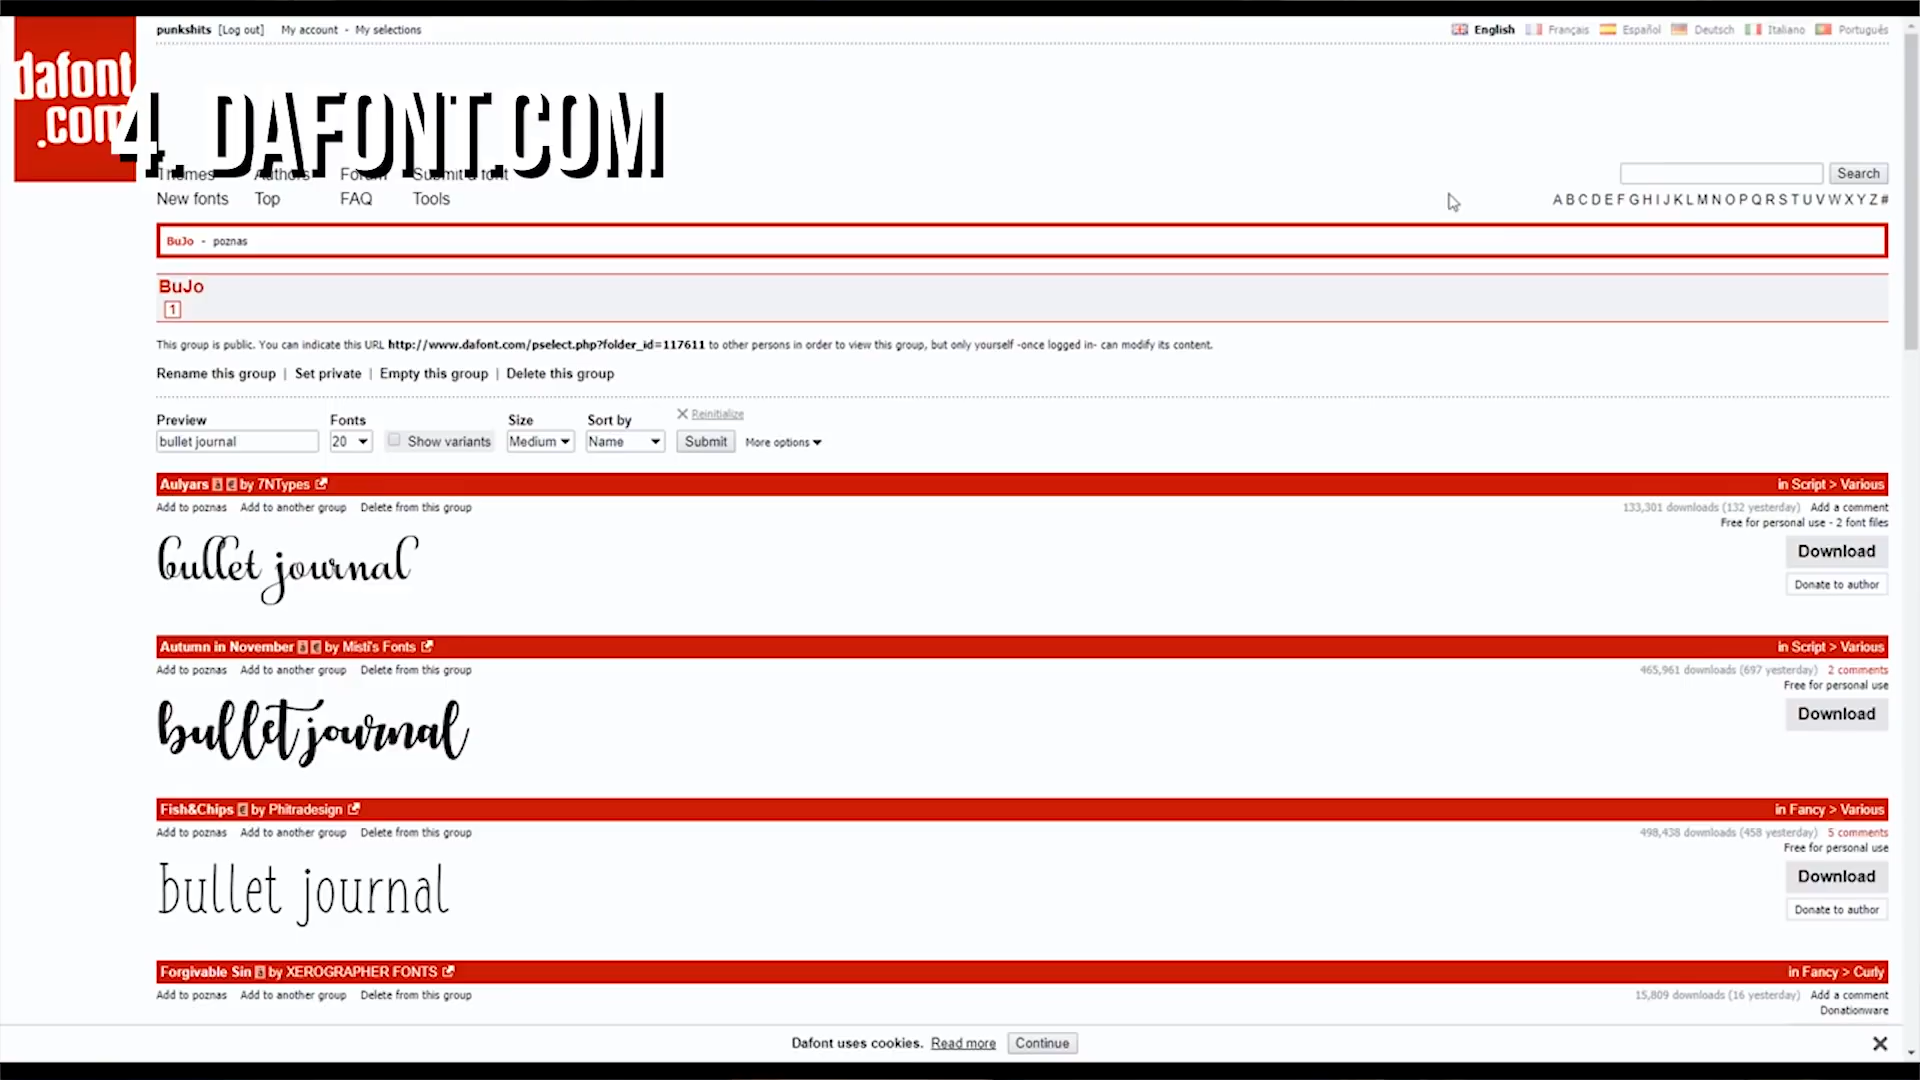 punkshits [Log out] My account - My selections
English Français Español Deutsch Italiano Português
dafont
.com
4. DAFONT.COM
Themes Authors Forum Submit a font
New fonts Top FAQ Tools
Search
A B C D E F G H I J K L M N O P Q R S T U V W X Y Z #
BuJo - poznas
BuJo
1
This group is public. You can indicate this URL http://www.dafont.com/pselect.php?folder_id=117611 to other persons in order to view this group, but only yourself -once logged in- can modify its content.
Rename this group | Set private | Empty this group | Delete this group
Preview Fonts Size Sort by Reinitialize
bullet journal 20 Show variants Medium Name Submit More options
Aulyars à € by 7NTypes in Script > Various
Add to poznas Add to another group Delete from this group 133,301 downloads (132 yesterday) Add a comment
Free for personal use - 2 font files
bullet journal
Download
Donate to author
Autumn in November à € by Misti's Fonts in Script > Various
Add to poznas Add to another group Delete from this group 465,961 downloads (697 yesterday) 2 comments
Free for personal use
bullet journal
Download
Fish&Chips € by Phitradesign in Fancy > Various
Add to poznas Add to another group Delete from this group 498,438 downloads (458 yesterday) 5 comments
Free for personal use
bullet journal
Download
Donate to author
Forgivable Sin à by XEROGRAPHER FONTS in Fancy > Curly
Add to poznas Add to another group Delete from this group 15,809 downloads (16 yesterday) Add a comment
Donationware
Dafont uses cookies. Read more Continue